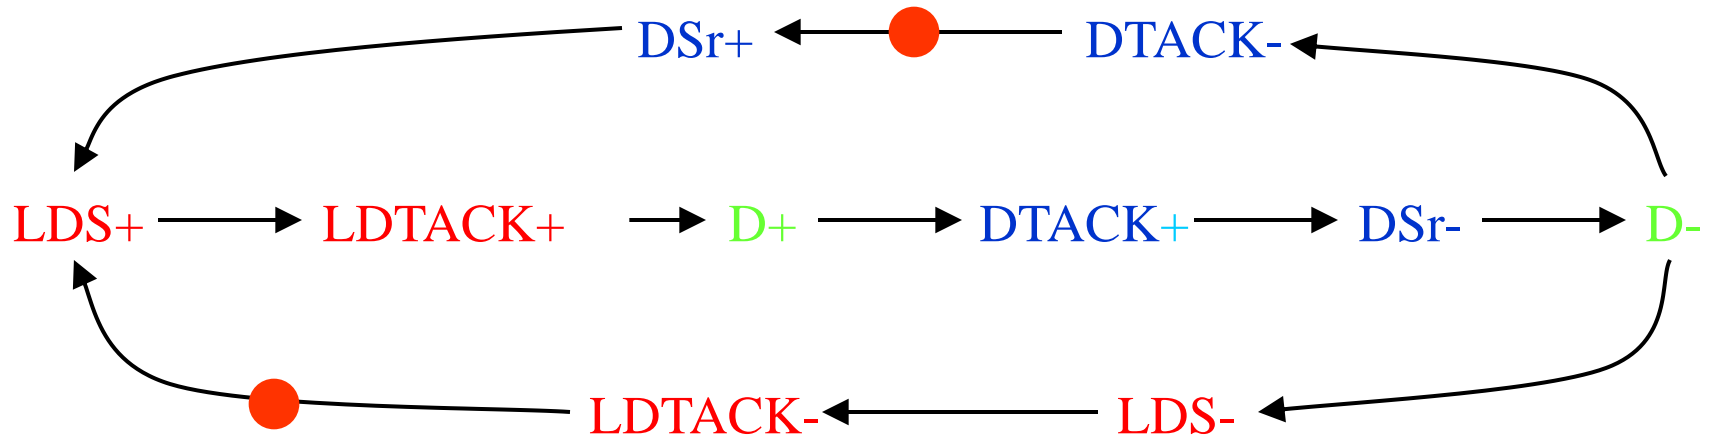 DSr+ DTACK-
LDS+ LDTACK+ D+ DTACK+ DSr- D-
LDTACK- LDS-